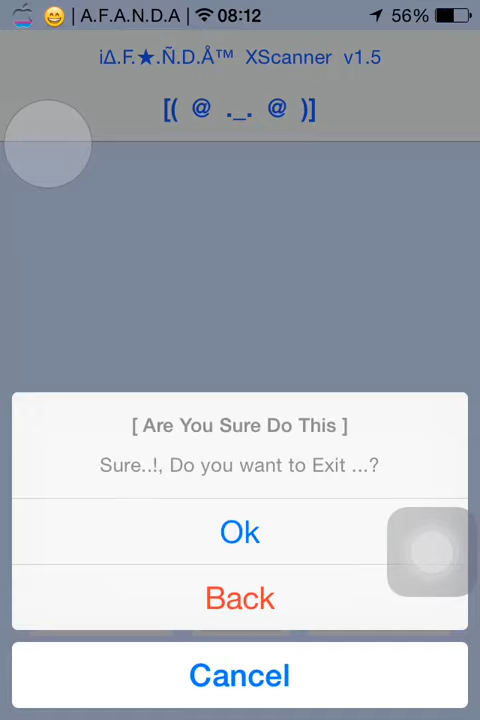 | A.F.A.N.D.A | 08:12 56%
i∆.F.★.Ñ.D.Å™ XScanner v1.5
[( @ ._. @ )]
[ Are You Sure Do This ]
Sure..!, Do you want to Exit ...?
Ok
Back
Cancel